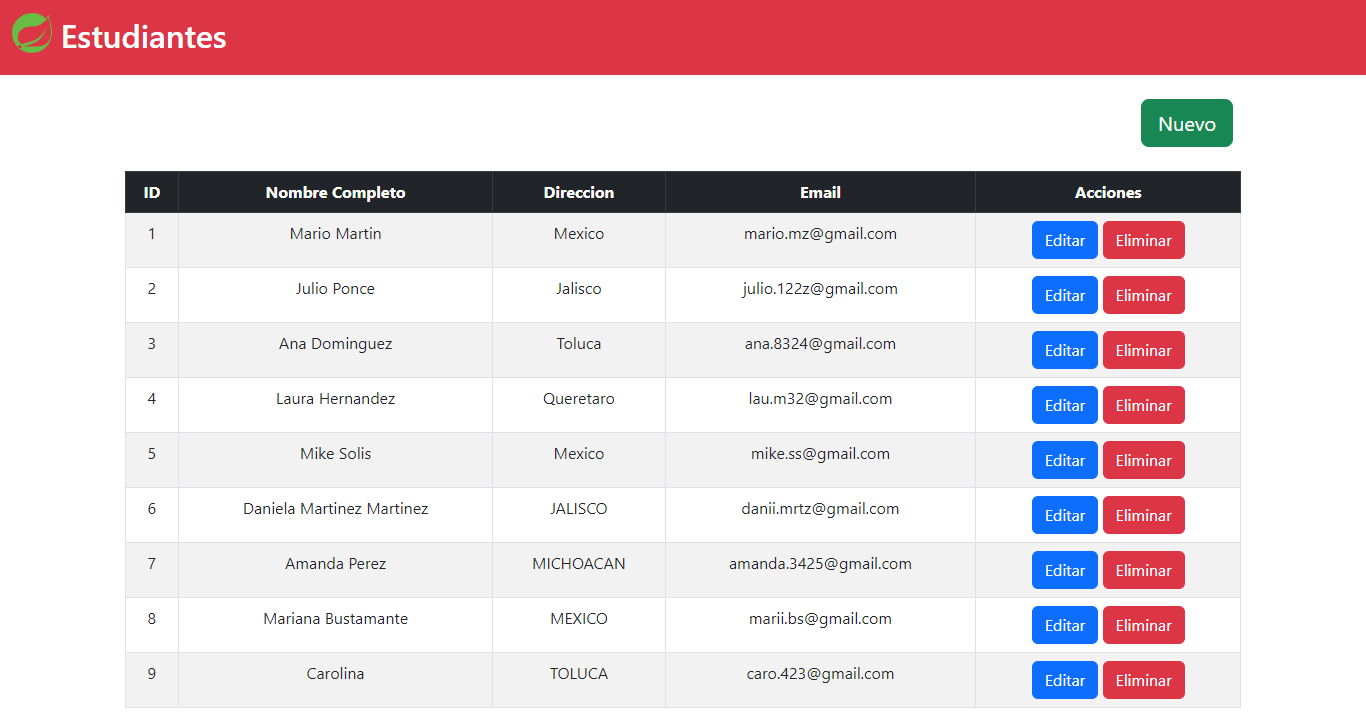 Estudiantes
Nuevo
ID Nombre Completo Direccion Email Acciones
1 Mario Martin Mexico mario.mz@gmail.com Editar Eliminar
2 Julio Ponce Jalisco julio.122z@gmail.com Editar Eliminar
3 Ana Dominguez Toluca ana.8324@gmail.com Editar Eliminar
4 Laura Hernandez Queretaro lau.m32@gmail.com Editar Eliminar
5 Mike Solis Mexico mike.ss@gmail.com Editar Eliminar
6 Daniela Martinez Martinez JALISCO danii.mrtz@gmail.com Editar Eliminar
7 Amanda Perez MICHOACAN amanda.3425@gmail.com Editar Eliminar
8 Mariana Bustamante MEXICO marii.bs@gmail.com Editar Eliminar
9 Carolina TOLUCA caro.423@gmail.com Editar Eliminar